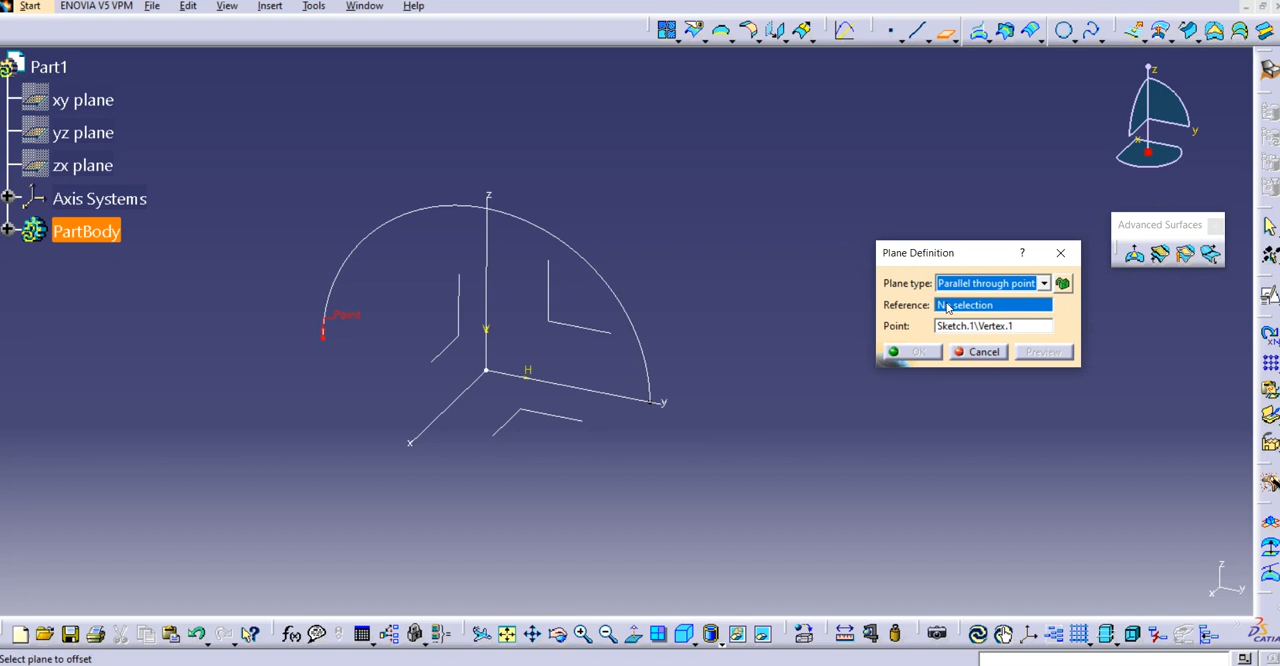 Start ENOVIA V5 VPM File Edit View Insert Tools Window Help
Part1
xy plane
yz plane
zx plane
Axis Systems
PartBody
z
y
x
Advanced Surfaces
Plane Definition ?
Plane type: Parallel through point
Reference: No selection
Point: Sketch.1\Vertex.1
OK Cancel Preview
z
Point
V
H
y
x
z
x y
f(x)
CATIA
Select plane to offset